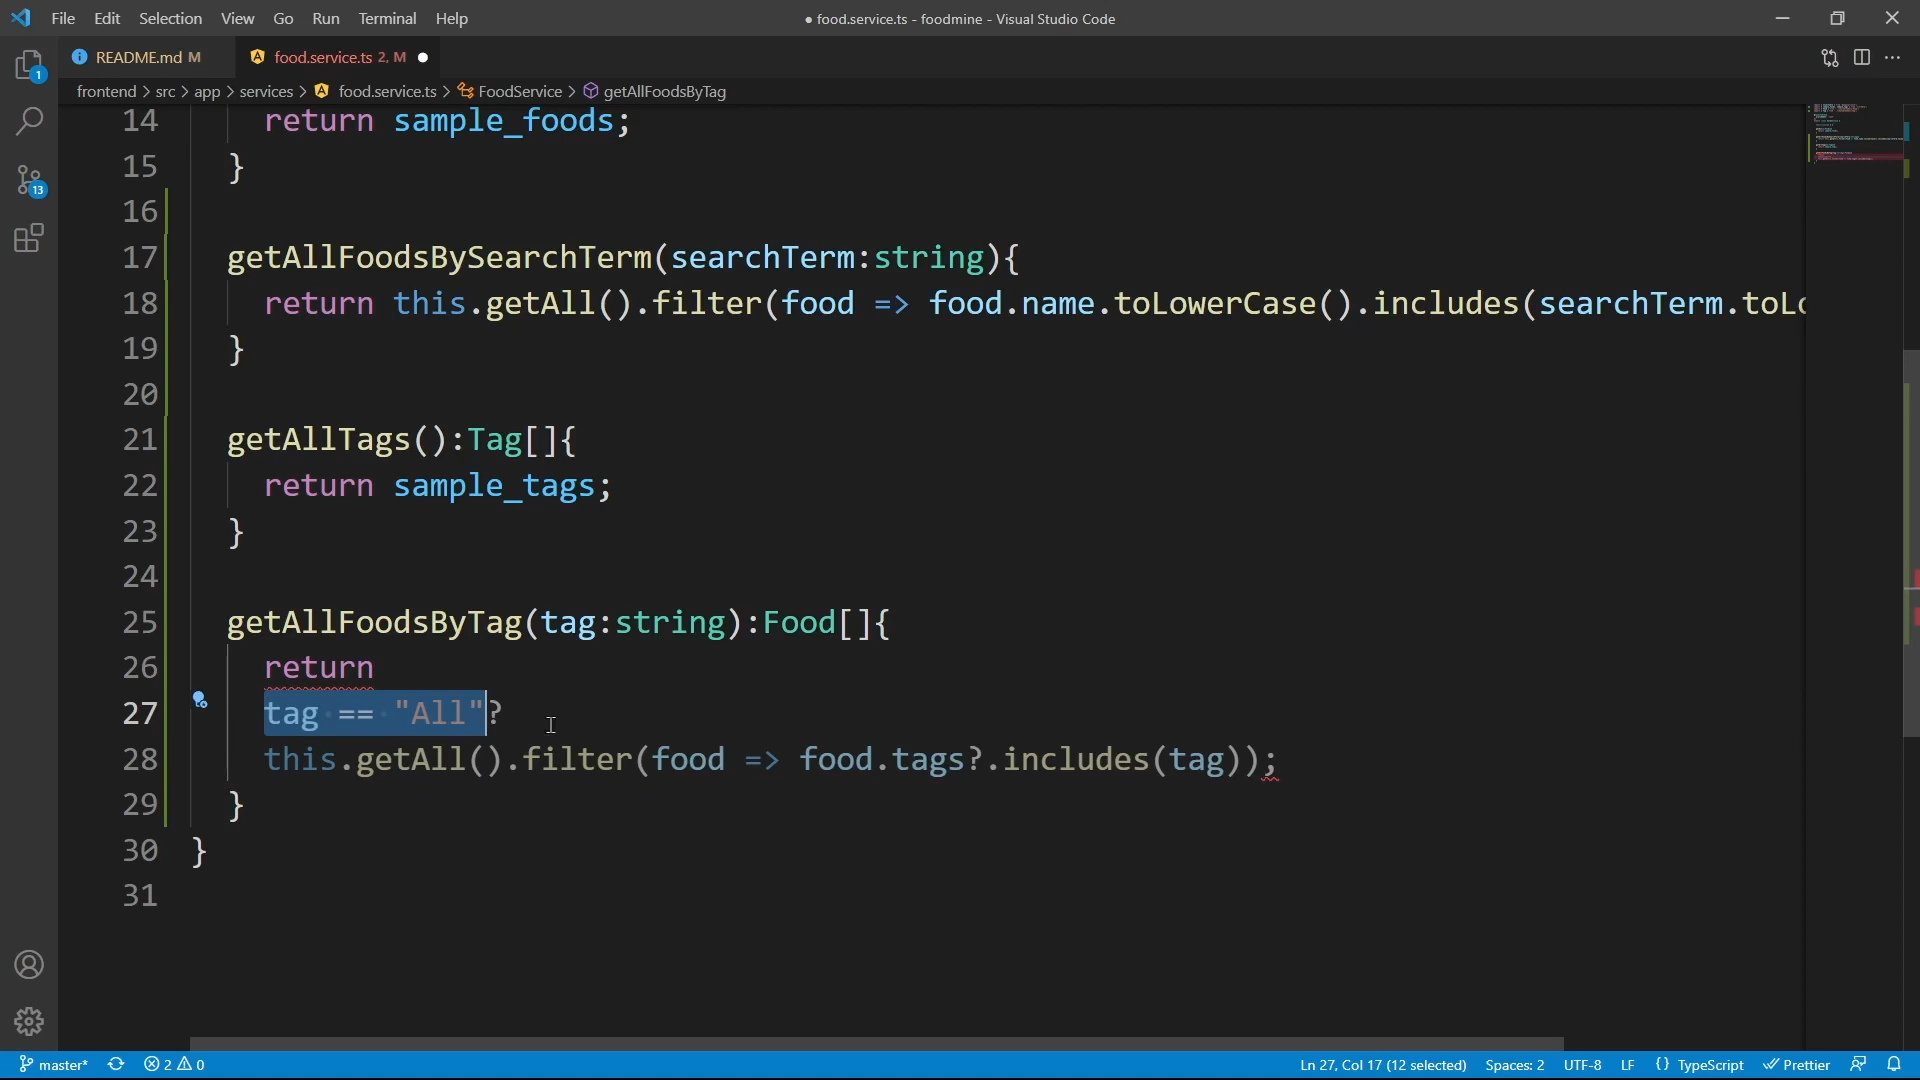 File Edit Selection View Go Run Terminal Help
● food.service.ts - foodmine - Visual Studio Code
README.md M
food.service.ts 2, M
frontend > src > app > services > food.service.ts > FoodService > getAllFoodsByTag
1
13
14 return sample_foods;
15 }
16
17 getAllFoodsBySearchTerm(searchTerm:string){
18 return this.getAll().filter(food => food.name.toLowerCase().includes(searchTerm.toLo
19 }
20
21 getAllTags():Tag[]{
22 return sample_tags;
23 }
24
25 getAllFoodsByTag(tag:string):Food[]{
26 return
27 tag == "All"?
28 this.getAll().filter(food => food.tags?.includes(tag));
29 }
30 }
31
master* 2 0 Ln 27, Col 17 (12 selected) Spaces: 2 UTF-8 LF {} TypeScript Prettier